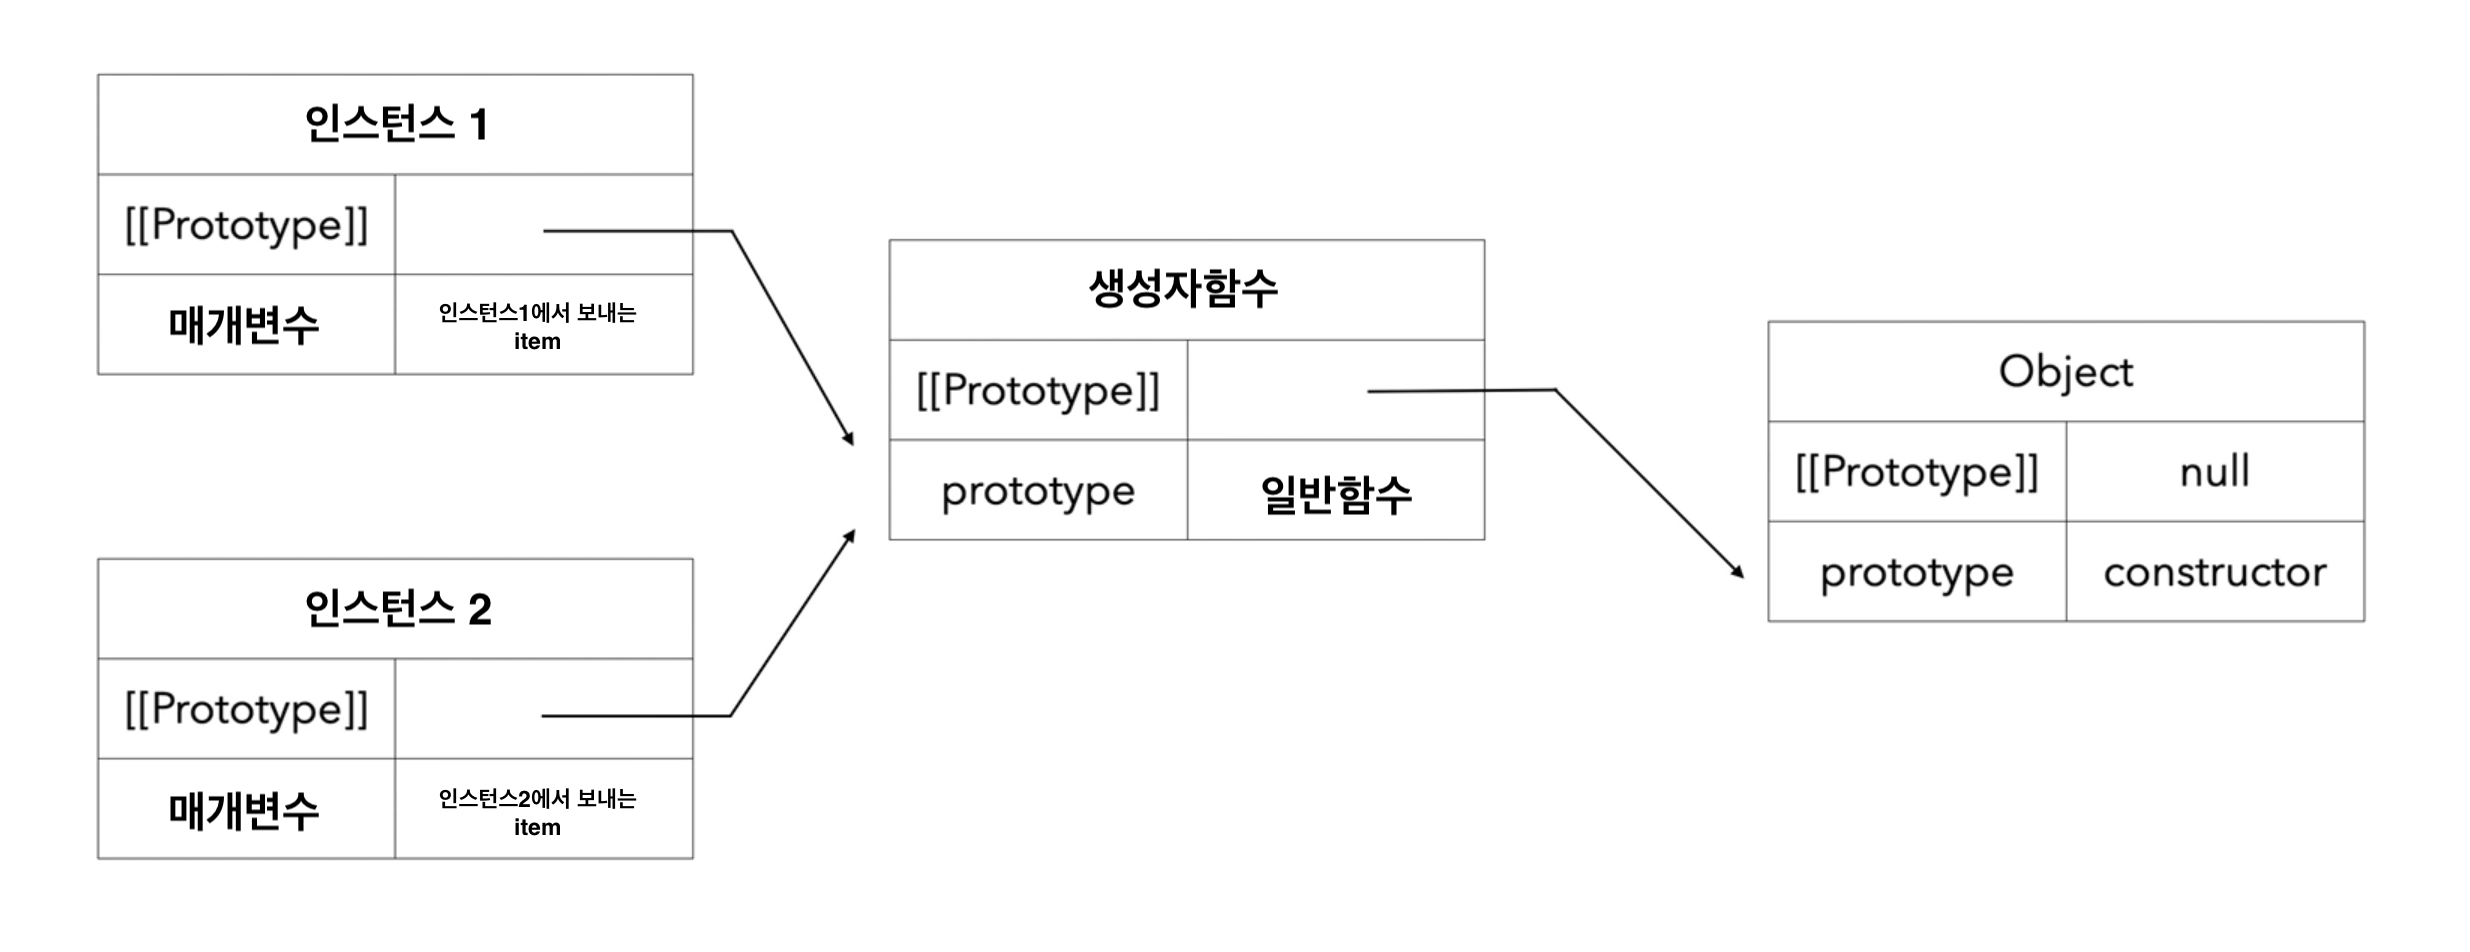 인스턴스 1
[[Prototype]]
매개변수
인스턴스1에서 보내는
item
인스턴스 2
[[Prototype]]
매개변수
인스턴스2에서 보내는
item
생성자함수
[[Prototype]]
prototype
일반함수
Object
[[Prototype]]
null
prototype
constructor